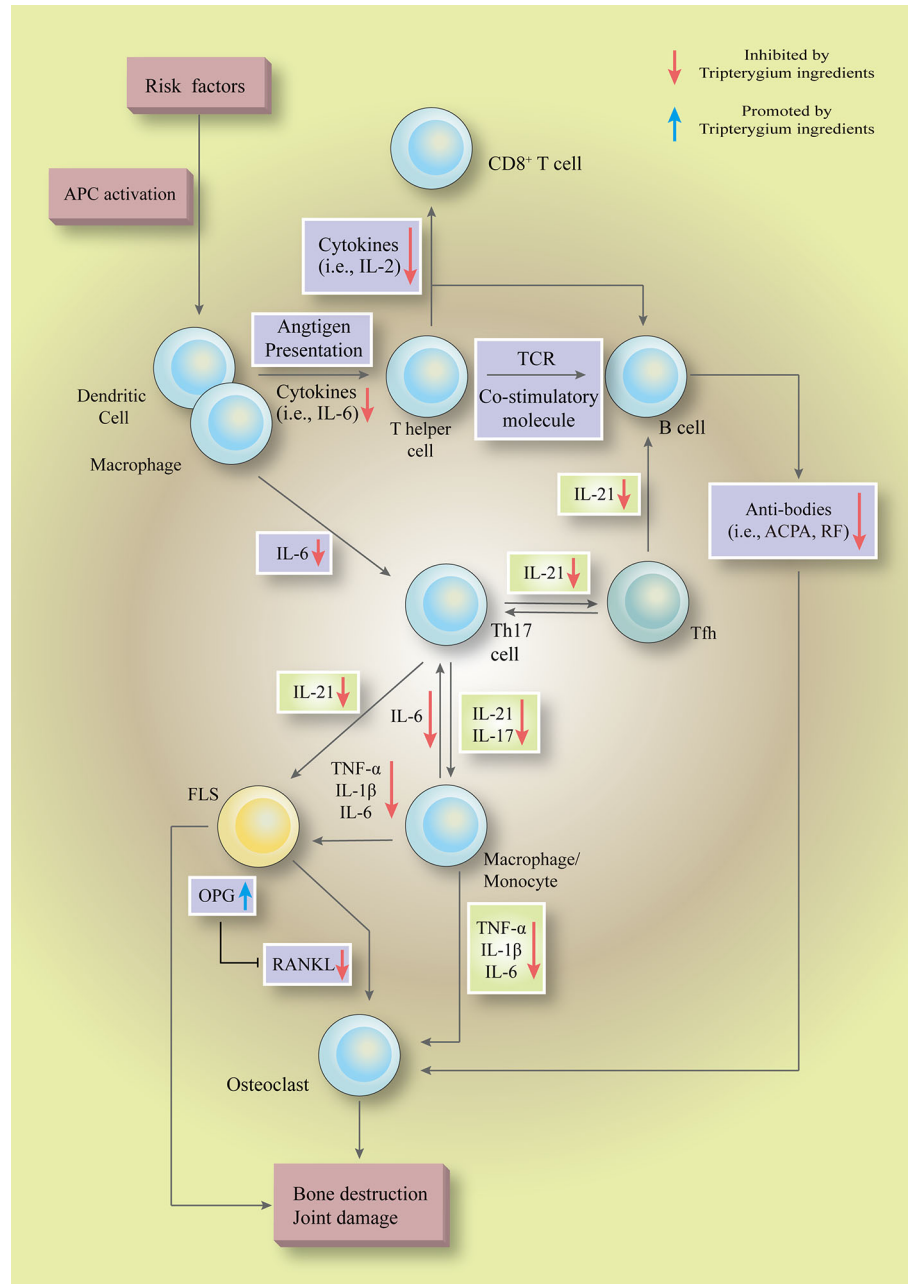 Risk factors
Inhibited by
Tripterygium ingredients
Promoted by
Tripterygium ingredients
APC activation
CD8⁺ T cell
Cytokines
(i.e., IL-2)
Angtigen
Presentation
Cytokines
(i.e., IL-6)
Dendritic
Cell
Macrophage
T helper
cell
TCR
Co-stimulatory
molecule
B cell
IL-21
Anti-bodies
(i.e., ACPA, RF)
IL-6
IL-21
Th17
cell
Tfh
IL-21
IL-6
IL-21
IL-17
TNF-α
IL-1β
IL-6
FLS
Macrophage/
Monocyte
OPG
RANKL
TNF-α
IL-1β
IL-6
Osteoclast
Bone destruction
Joint damage